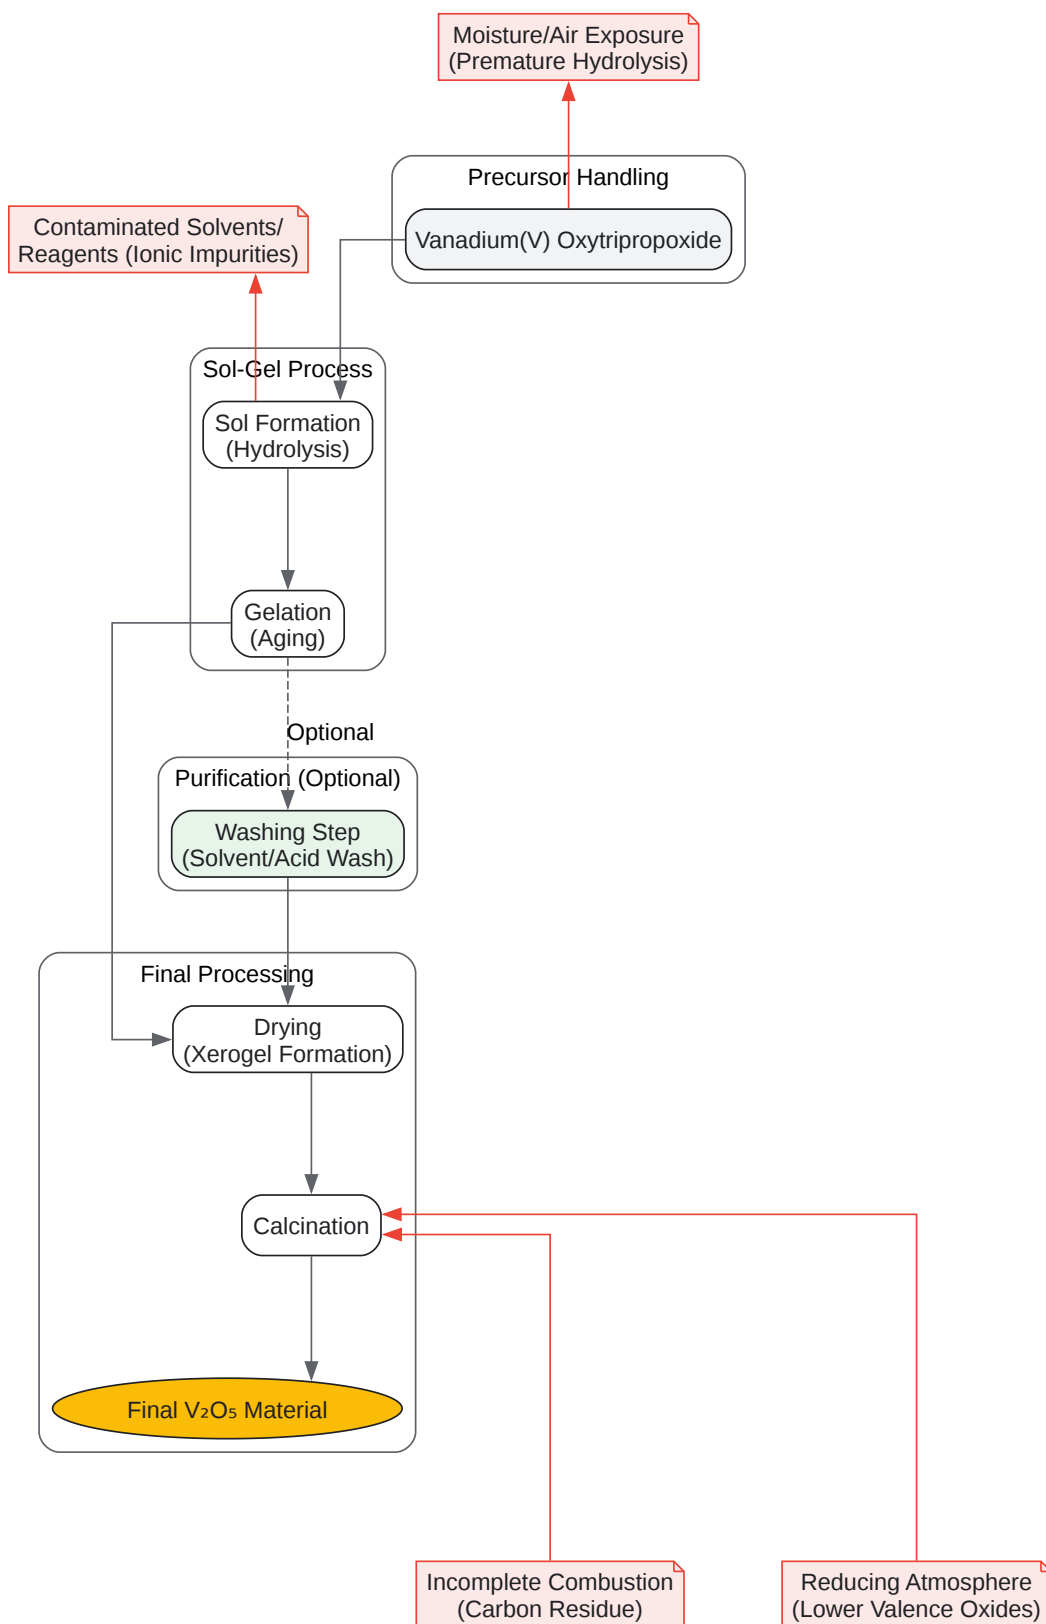 Moisture/Air Exposure
(Premature Hydrolysis)
Precursor Handling
Vanadium(V) Oxytripropoxide
Contaminated Solvents/
Reagents (Ionic Impurities)
Sol-Gel Process
Sol Formation
(Hydrolysis)
Gelation
(Aging)
Optional
Purification (Optional)
Washing Step
(Solvent/Acid Wash)
Final Processing
Drying
(Xerogel Formation)
Calcination
Final V₂O₅ Material
Incomplete Combustion
(Carbon Residue)
Reducing Atmosphere
(Lower Valence Oxides)